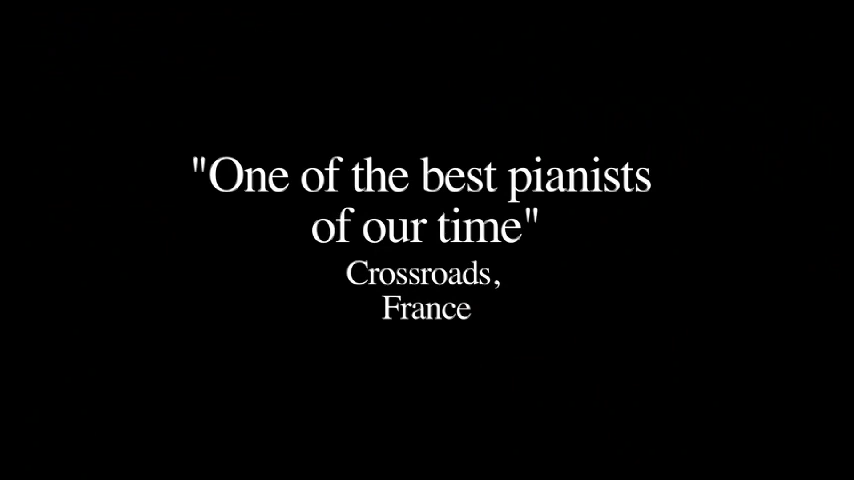 "One of the best pianists
of our time"
Crossroads,
France